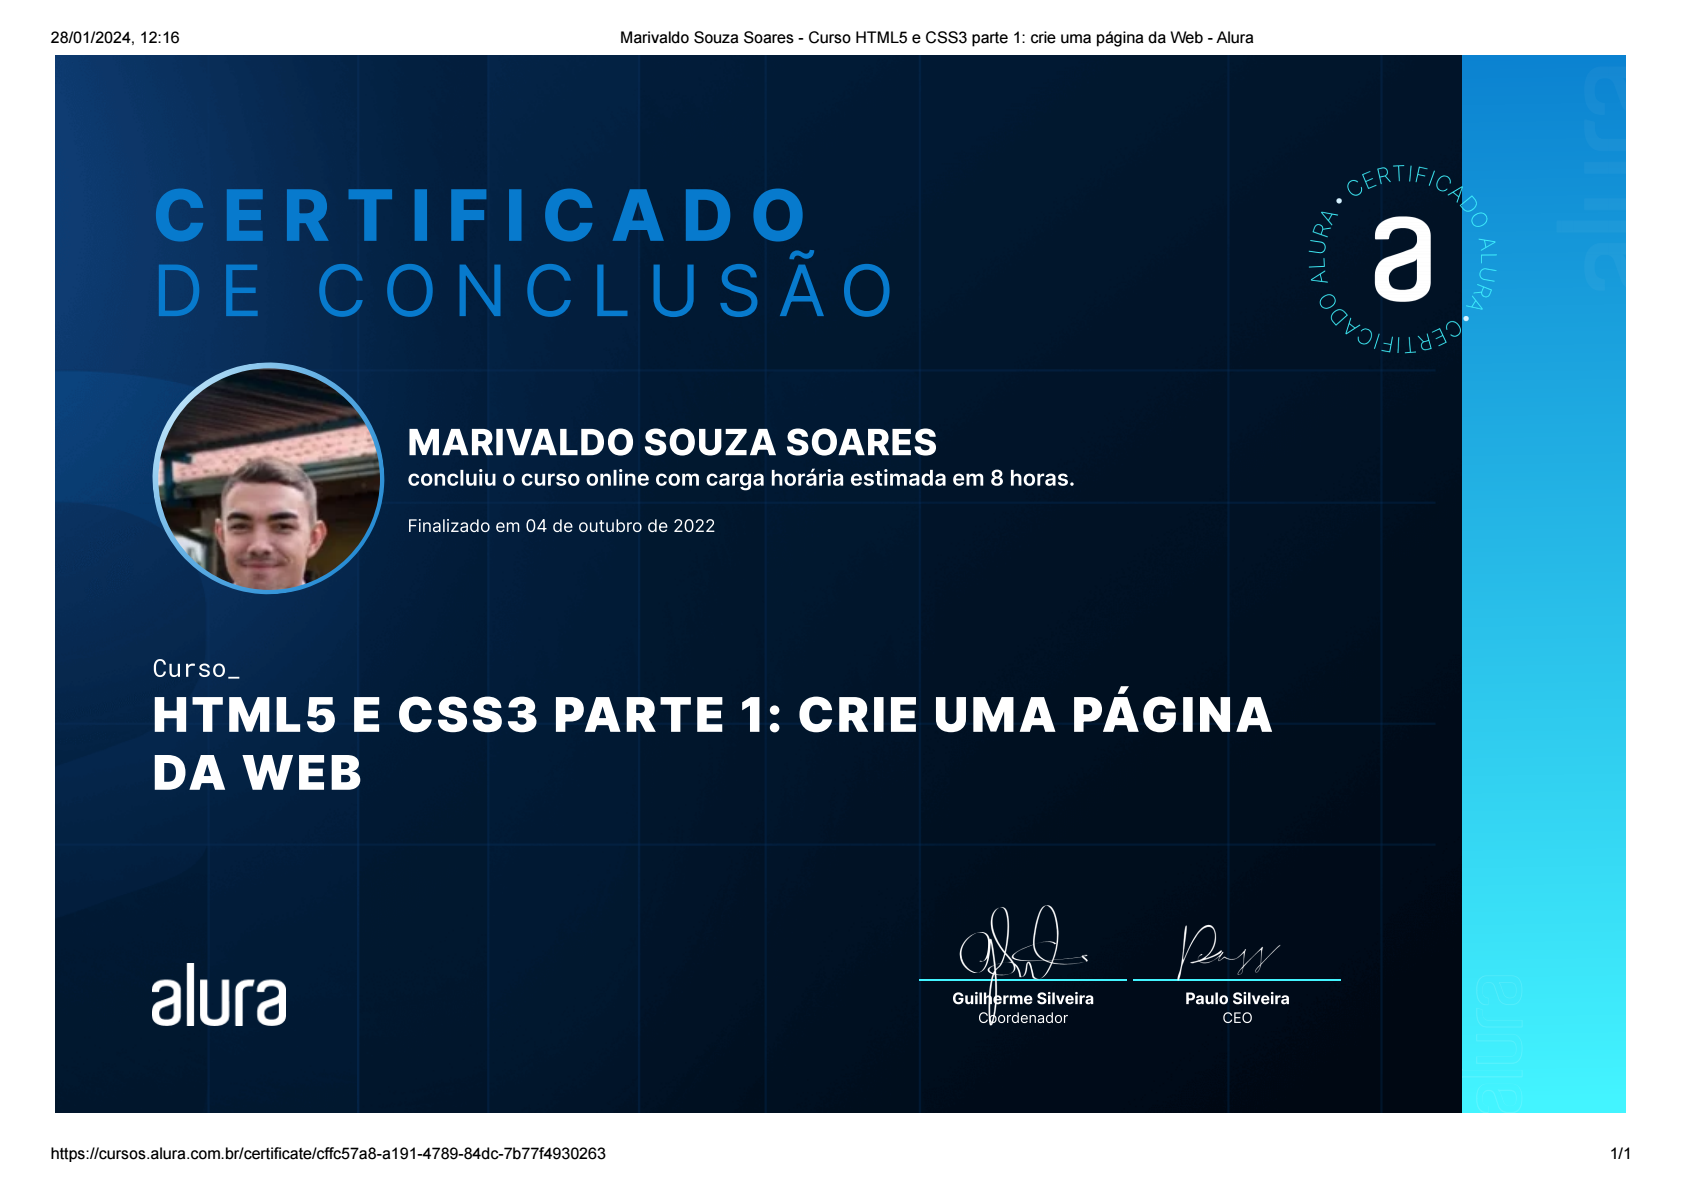 28/01/2024, 12:16
Marivaldo Souza Soares - Curso HTML5 e CSS3 parte 1: crie uma página da Web - Alura
CERTIFICADO
DE CONCLUSÃO
CERTIFICADO ALURA • CERTIFICADO ALURA •
a
MARIVALDO SOUZA SOARES
concluiu o curso online com carga horária estimada em 8 horas.
Finalizado em 04 de outubro de 2022
Curso_
HTML5 E CSS3 PARTE 1: CRIE UMA PÁGINA
DA WEB
alura
Guilherme Silveira
Coordenador
Paulo Silveira
CEO
alura
alura
https://cursos.alura.com.br/certificate/cffc57a8-a191-4789-84dc-7b77f4930263
1/1